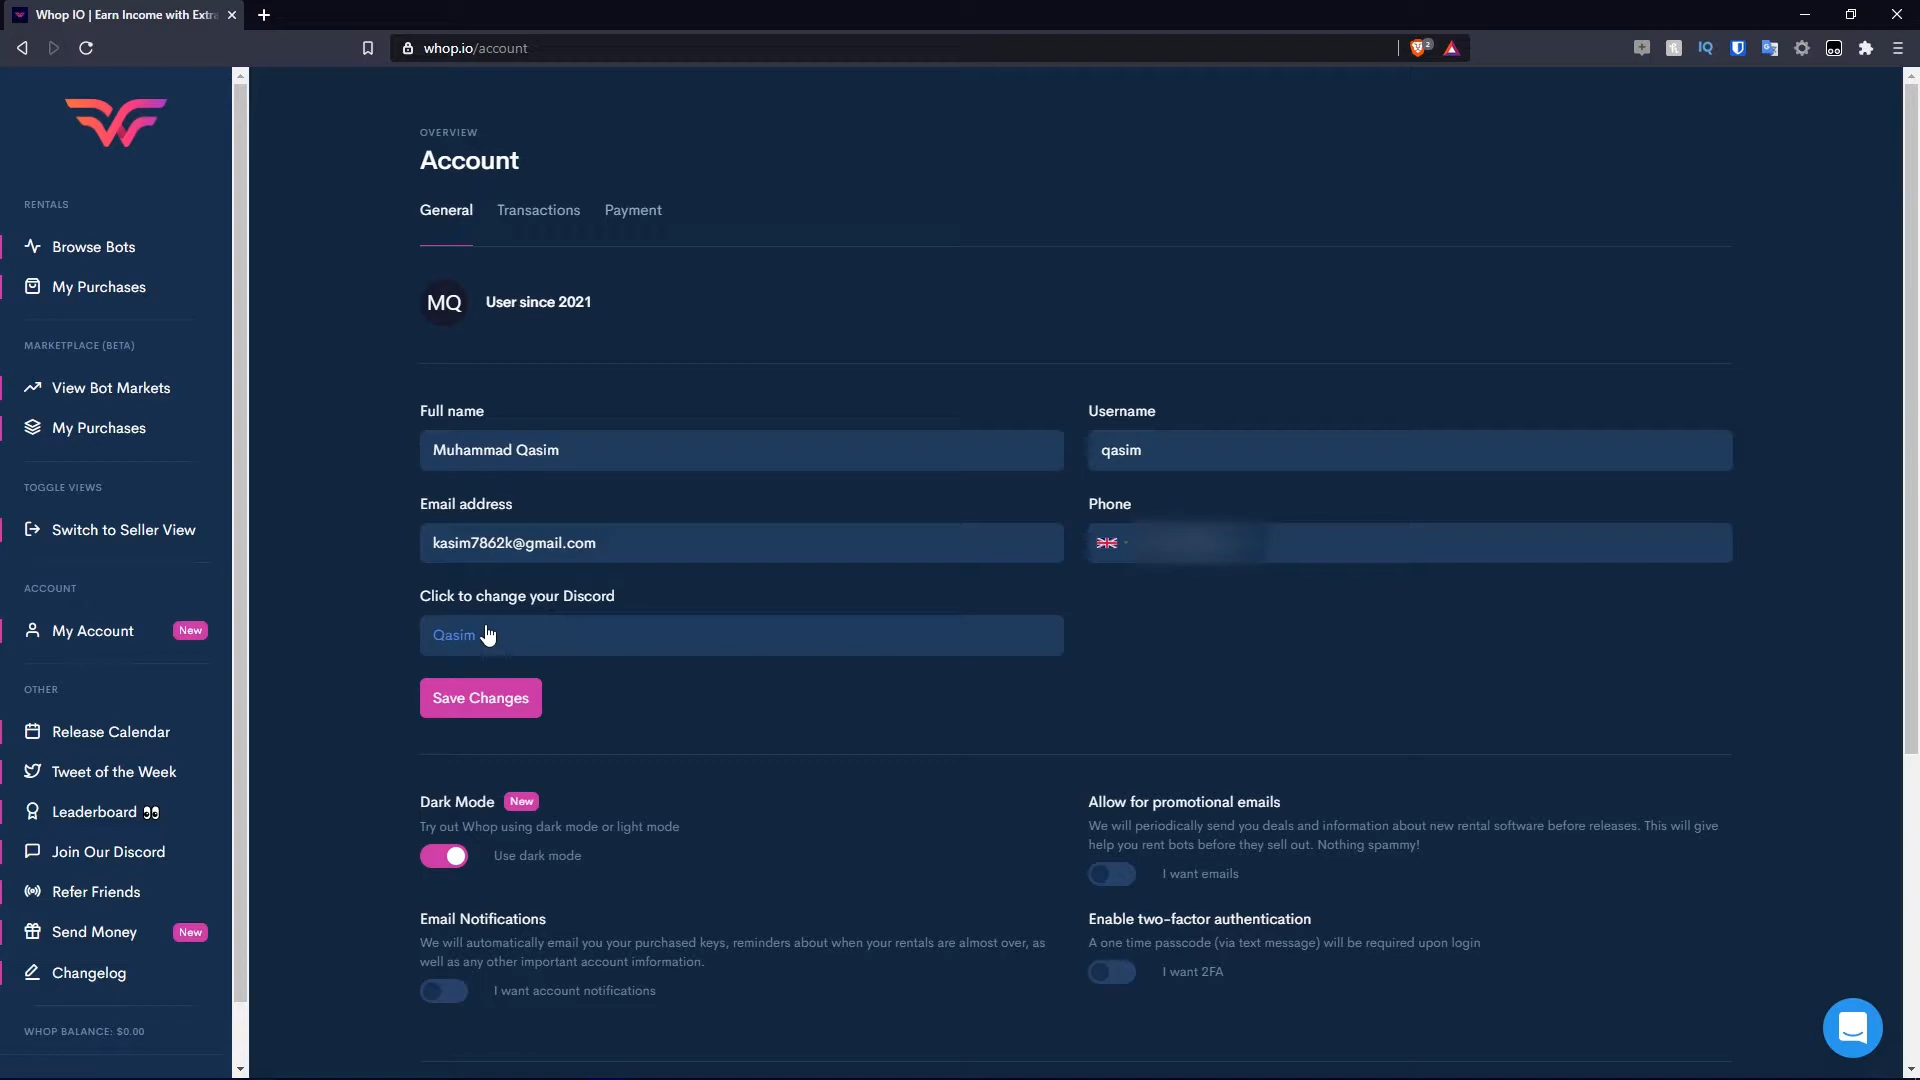 Whop IO | Earn Income with Extra
whop.io/account
2
IQ
RENTALS
Browse Bots
My Purchases
MARKETPLACE (BETA)
View Bot Markets
My Purchases
TOGGLE VIEWS
Switch to Seller View
ACCOUNT
My Account New
OTHER
Release Calendar
Tweet of the Week
Leaderboard 👀
Join Our Discord
Refer Friends
Send Money New
Changelog
WHOP BALANCE: $0.00
OVERVIEW
Account
General Transactions Payment
MQ User since 2021
Full name
Muhammad Qasim
Username
qasim
Email address
kasim7862k@gmail.com
Phone
Click to change your Discord
Qasim
Save Changes
Dark Mode New
Try out Whop using dark mode or light mode
Use dark mode
Allow for promotional emails
We will periodically send you deals and information about new rental software before releases. This will give
help you rent bots before they sell out. Nothing spammy!
I want emails
Email Notifications
We will automatically email you your purchased keys, reminders about when your rentals are almost over, as
well as any other important account imformation.
I want account notifications
Enable two-factor authentication
A one time passcode (via text message) will be required upon login
I want 2FA